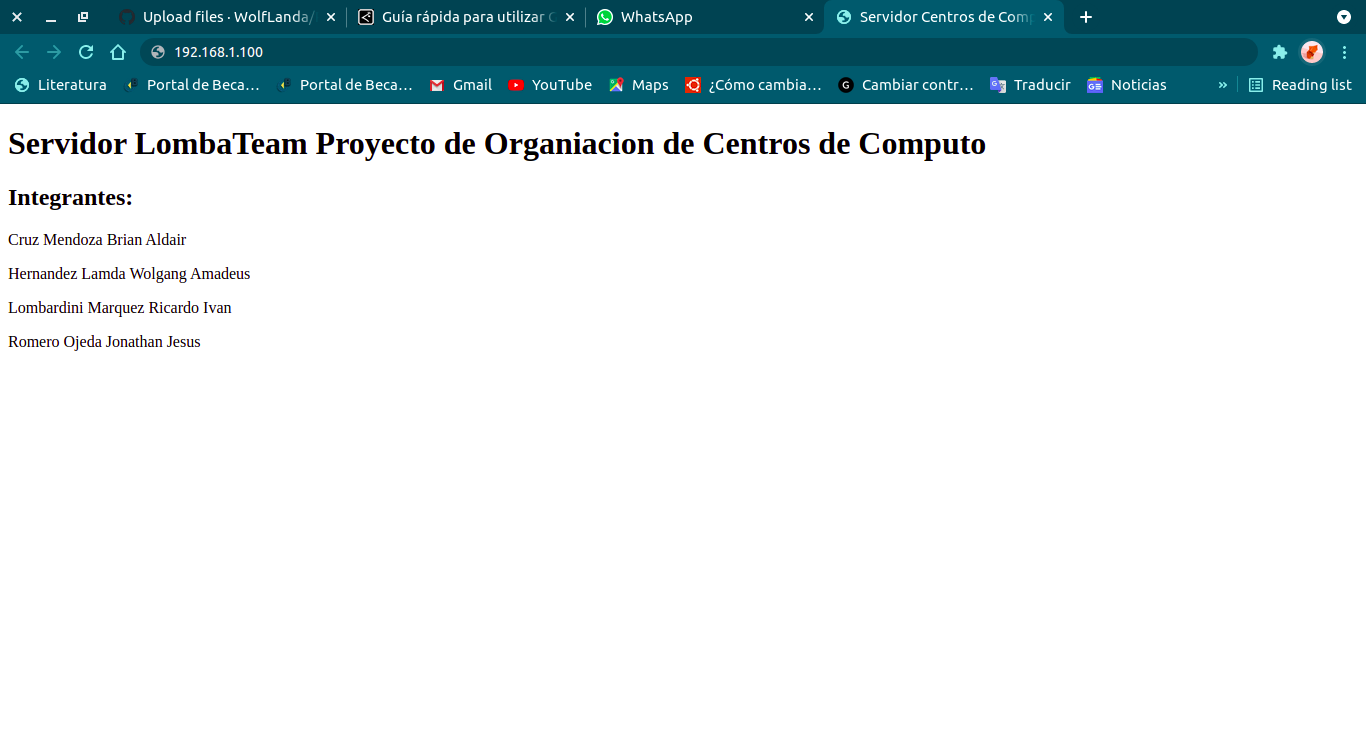 Upload files · WolfLanda/
Guía rápida para utilizar
WhatsApp
Servidor Centros de Comp
192.168.1.100
Literatura
Portal de Beca…
Portal de Beca…
Gmail
YouTube
Maps
¿Cómo cambia…
Cambiar contr…
Traducir
Noticias
»
Reading list
Servidor LombaTeam Proyecto de Organiacion de Centros de Computo
Integrantes:
Cruz Mendoza Brian Aldair
Hernandez Lamda Wolgang Amadeus
Lombardini Marquez Ricardo Ivan
Romero Ojeda Jonathan Jesus